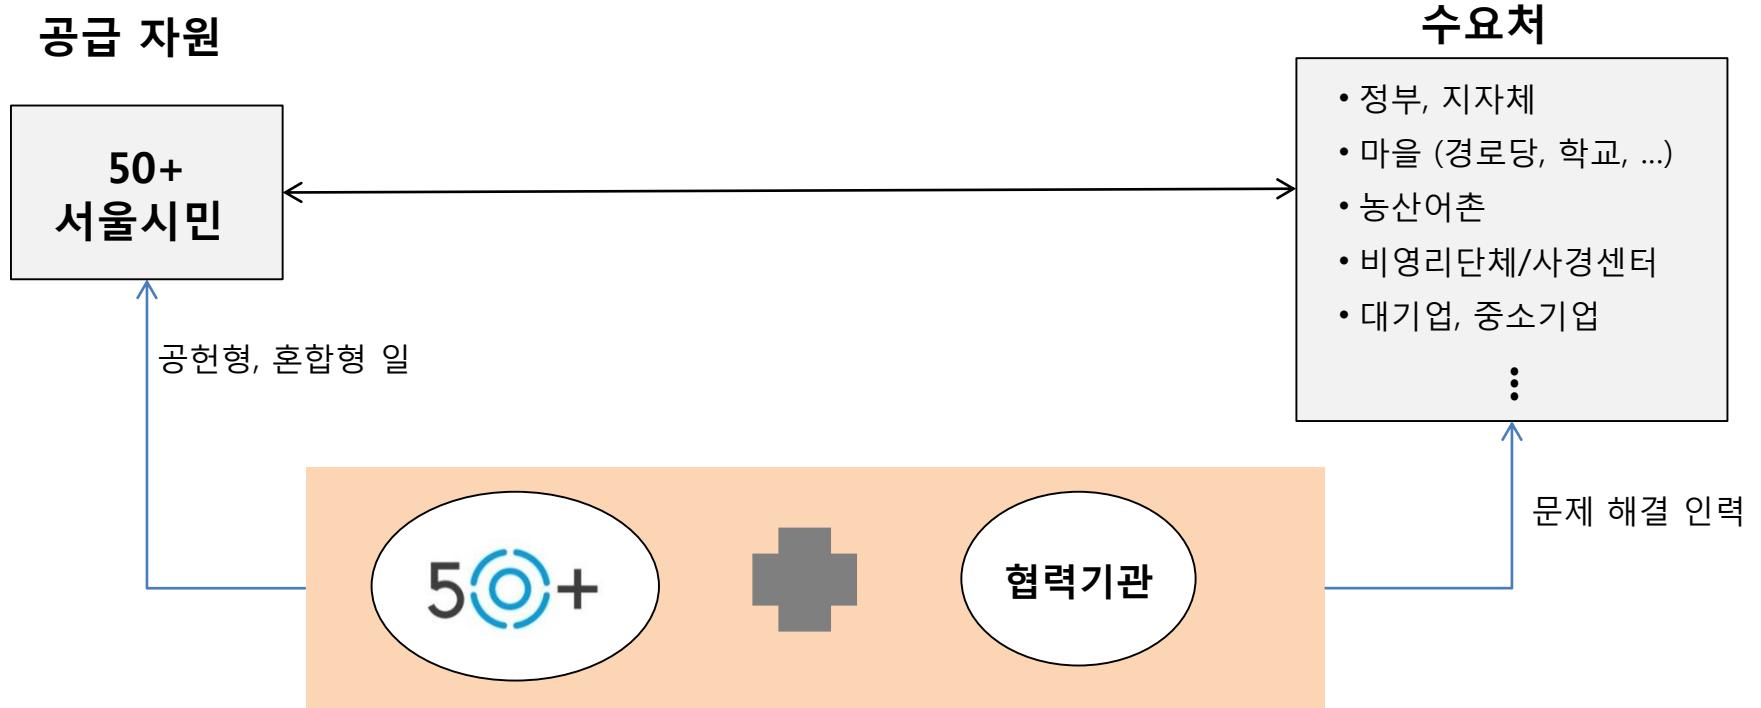 공급 자원
수요처
50+
서울시민
• 정부, 지자체
• 마을 (경로당, 학교, ...)
• 농산어촌
• 비영리단체/사경센터
• 대기업, 중소기업
공헌형, 혼합형 일
문제 해결 인력
50+
협력기관